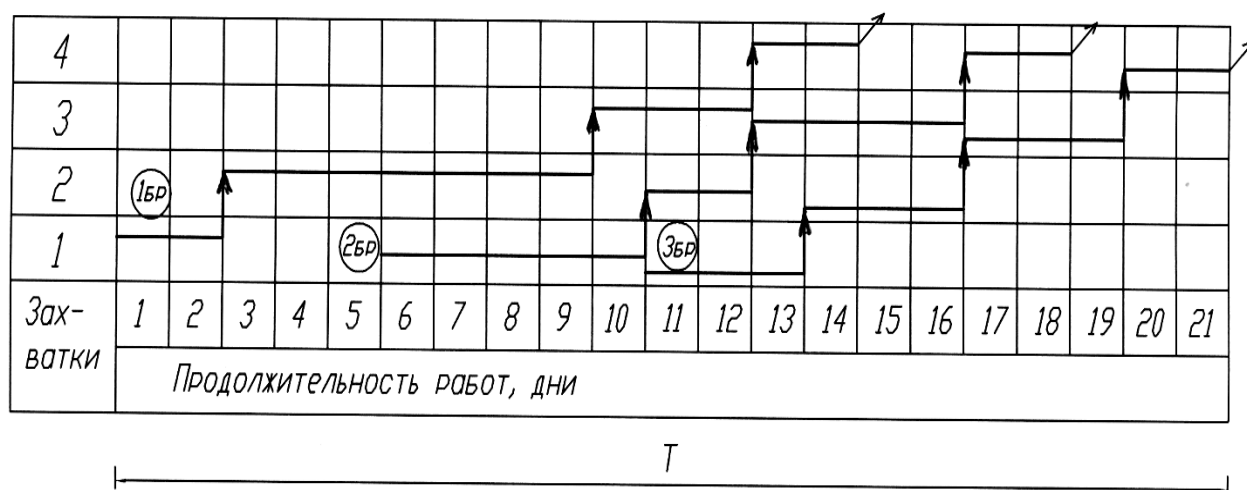 4
3
2
1БР
1
2БР
3БР
Зах-
ватки
1 2 3 4 5 6 7 8 9 10 11 12 13 14 15 16 17 18 19 20 21
Продолжительность работ, дни
Т